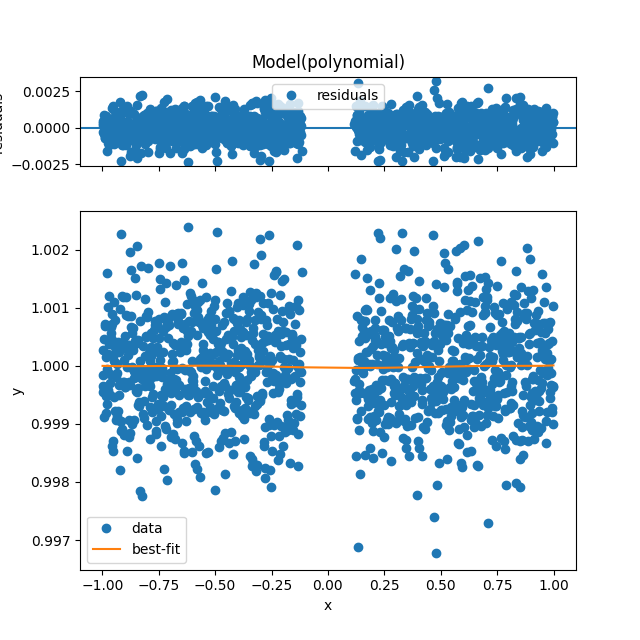 Model(polynomial)
residuals
0.0025
0.0000
−0.0025
residuals
1.002
1.001
1.000
0.999
0.998
0.997
y
data
best-fit
−1.00 −0.75 −0.50 −0.25 0.00 0.25 0.50 0.75 1.00
x